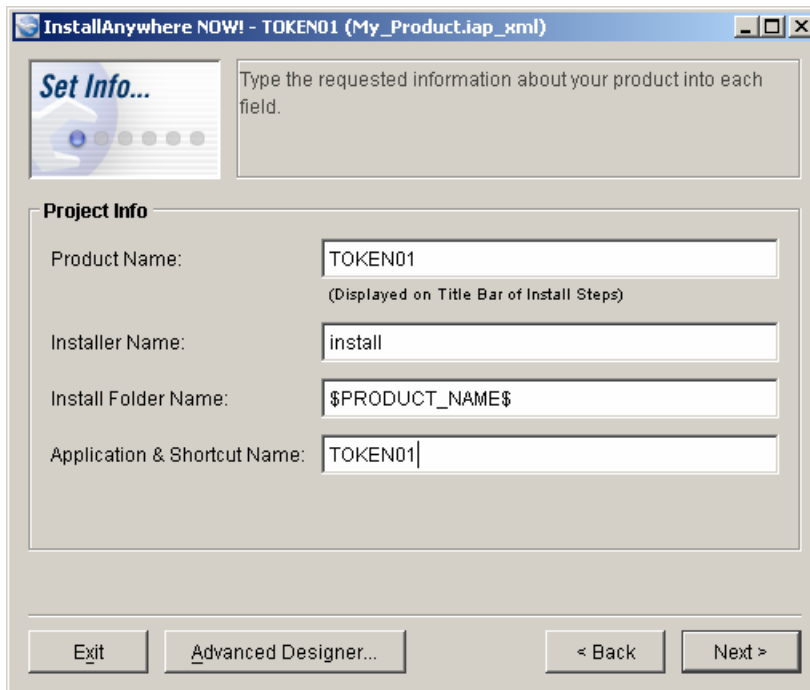 InstallAnywhere NOW! - TOKEN01 (My_Product.iap_xml)
Set Info...
Type the requested information about your product into each
field.
Project Info
Product Name: TOKEN01
(Displayed on Title Bar of Install Steps)
Installer Name: install
Install Folder Name: $PRODUCT_NAME$
Application & Shortcut Name: TOKEN01
Exit Advanced Designer... < Back Next >